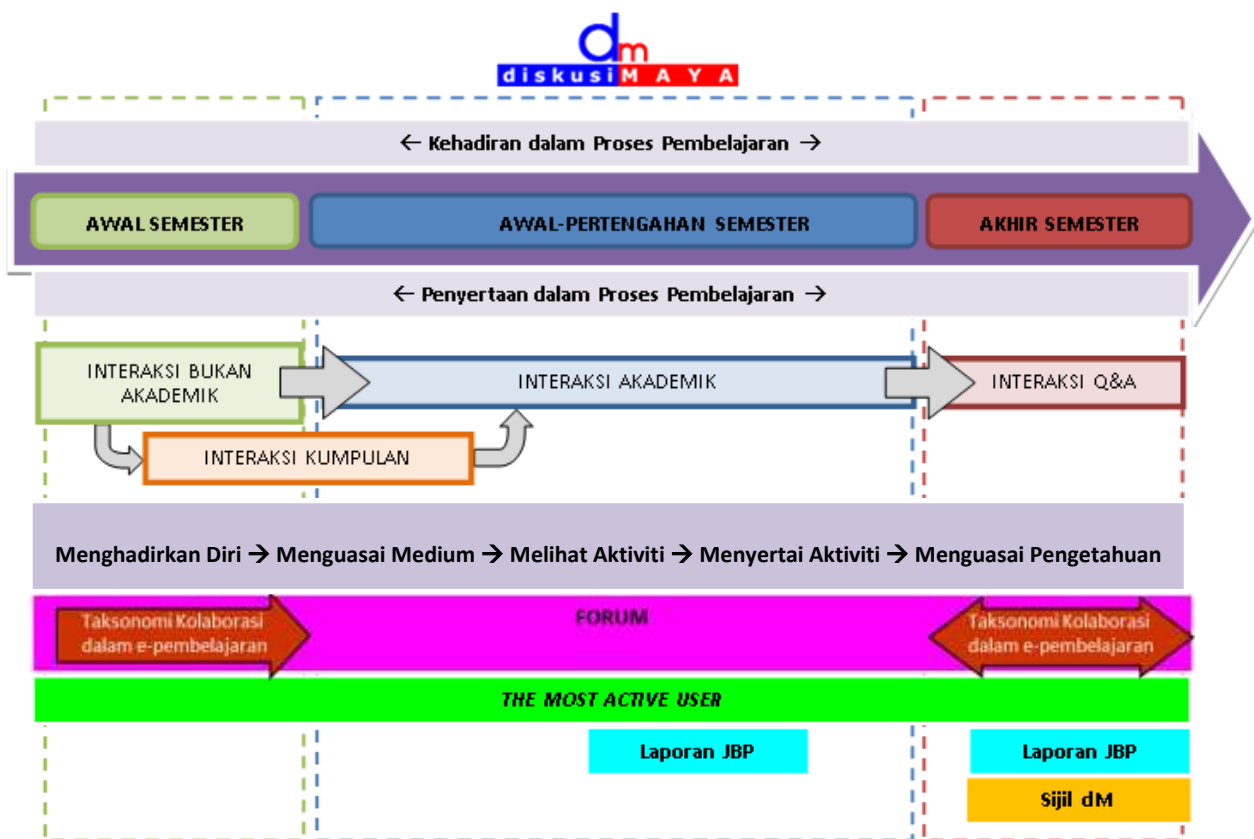 dm
diskusiMAYA
← Kehadiran dalam Proses Pembelajaran →
AWAL SEMESTER
AWAL-PERTENGAHAN SEMESTER
AKHIR SEMESTER
← Penyertaan dalam Proses Pembelajaran →
INTERAKSI BUKAN
AKADEMIK
INTERAKSI AKADEMIK
INTERAKSI Q&A
INTERAKSI KUMPULAN
Menghadirkan Diri → Menguasai Medium → Melihat Aktiviti → Menyertai Aktiviti → Menguasai Pengetahuan
Taksonomi Kolaborasi
dalam e-pembelajaran
FORUM
Taksonomi Kolaborasi
dalam e-pembelajaran
THE MOST ACTIVE USER
Laporan JBP
Laporan JBP
Sijil dM